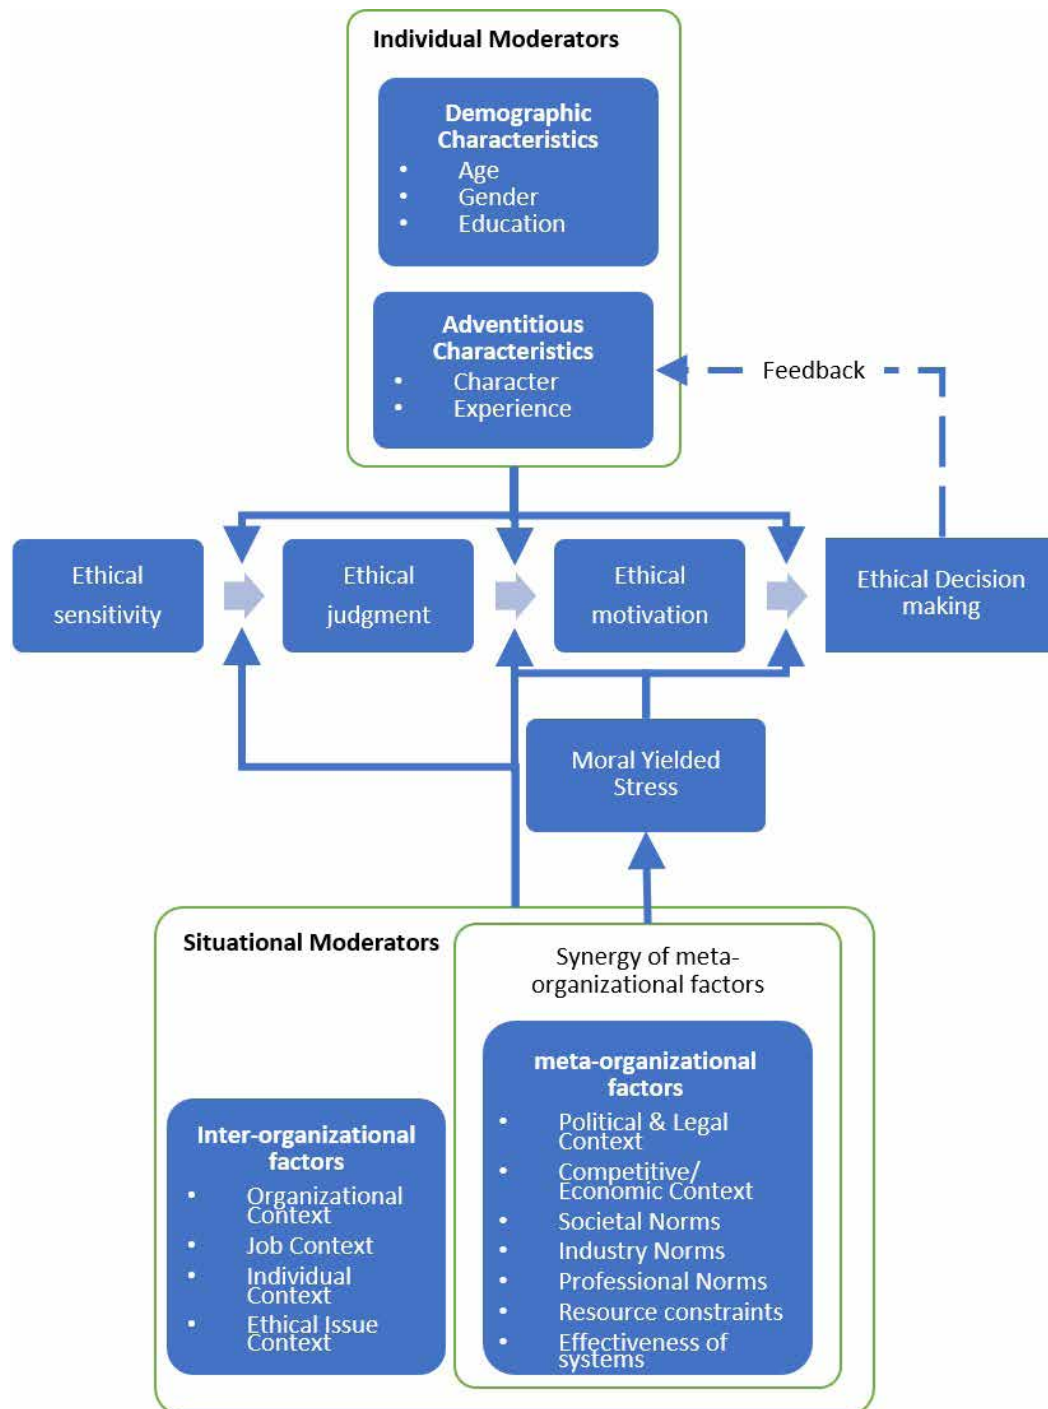 Individual Moderators
Demographic
Characteristics
• Age
• Gender
• Education
Adventitious
Characteristics
• Character
• Experience
Feedback
Ethical
sensitivity
Ethical
judgment
Ethical
motivation
Ethical Decision
making
Moral Yielded
Stress
Situational Moderators
Synergy of meta-
organizational factors
Inter-organizational
factors
• Organizational
Context
• Job Context
• Individual
Context
• Ethical Issue
Context
meta-organizational
factors
• Political & Legal
Context
• Competitive/
Economic Context
• Societal Norms
• Industry Norms
• Professional Norms
• Resource constraints
• Effectiveness of
systems